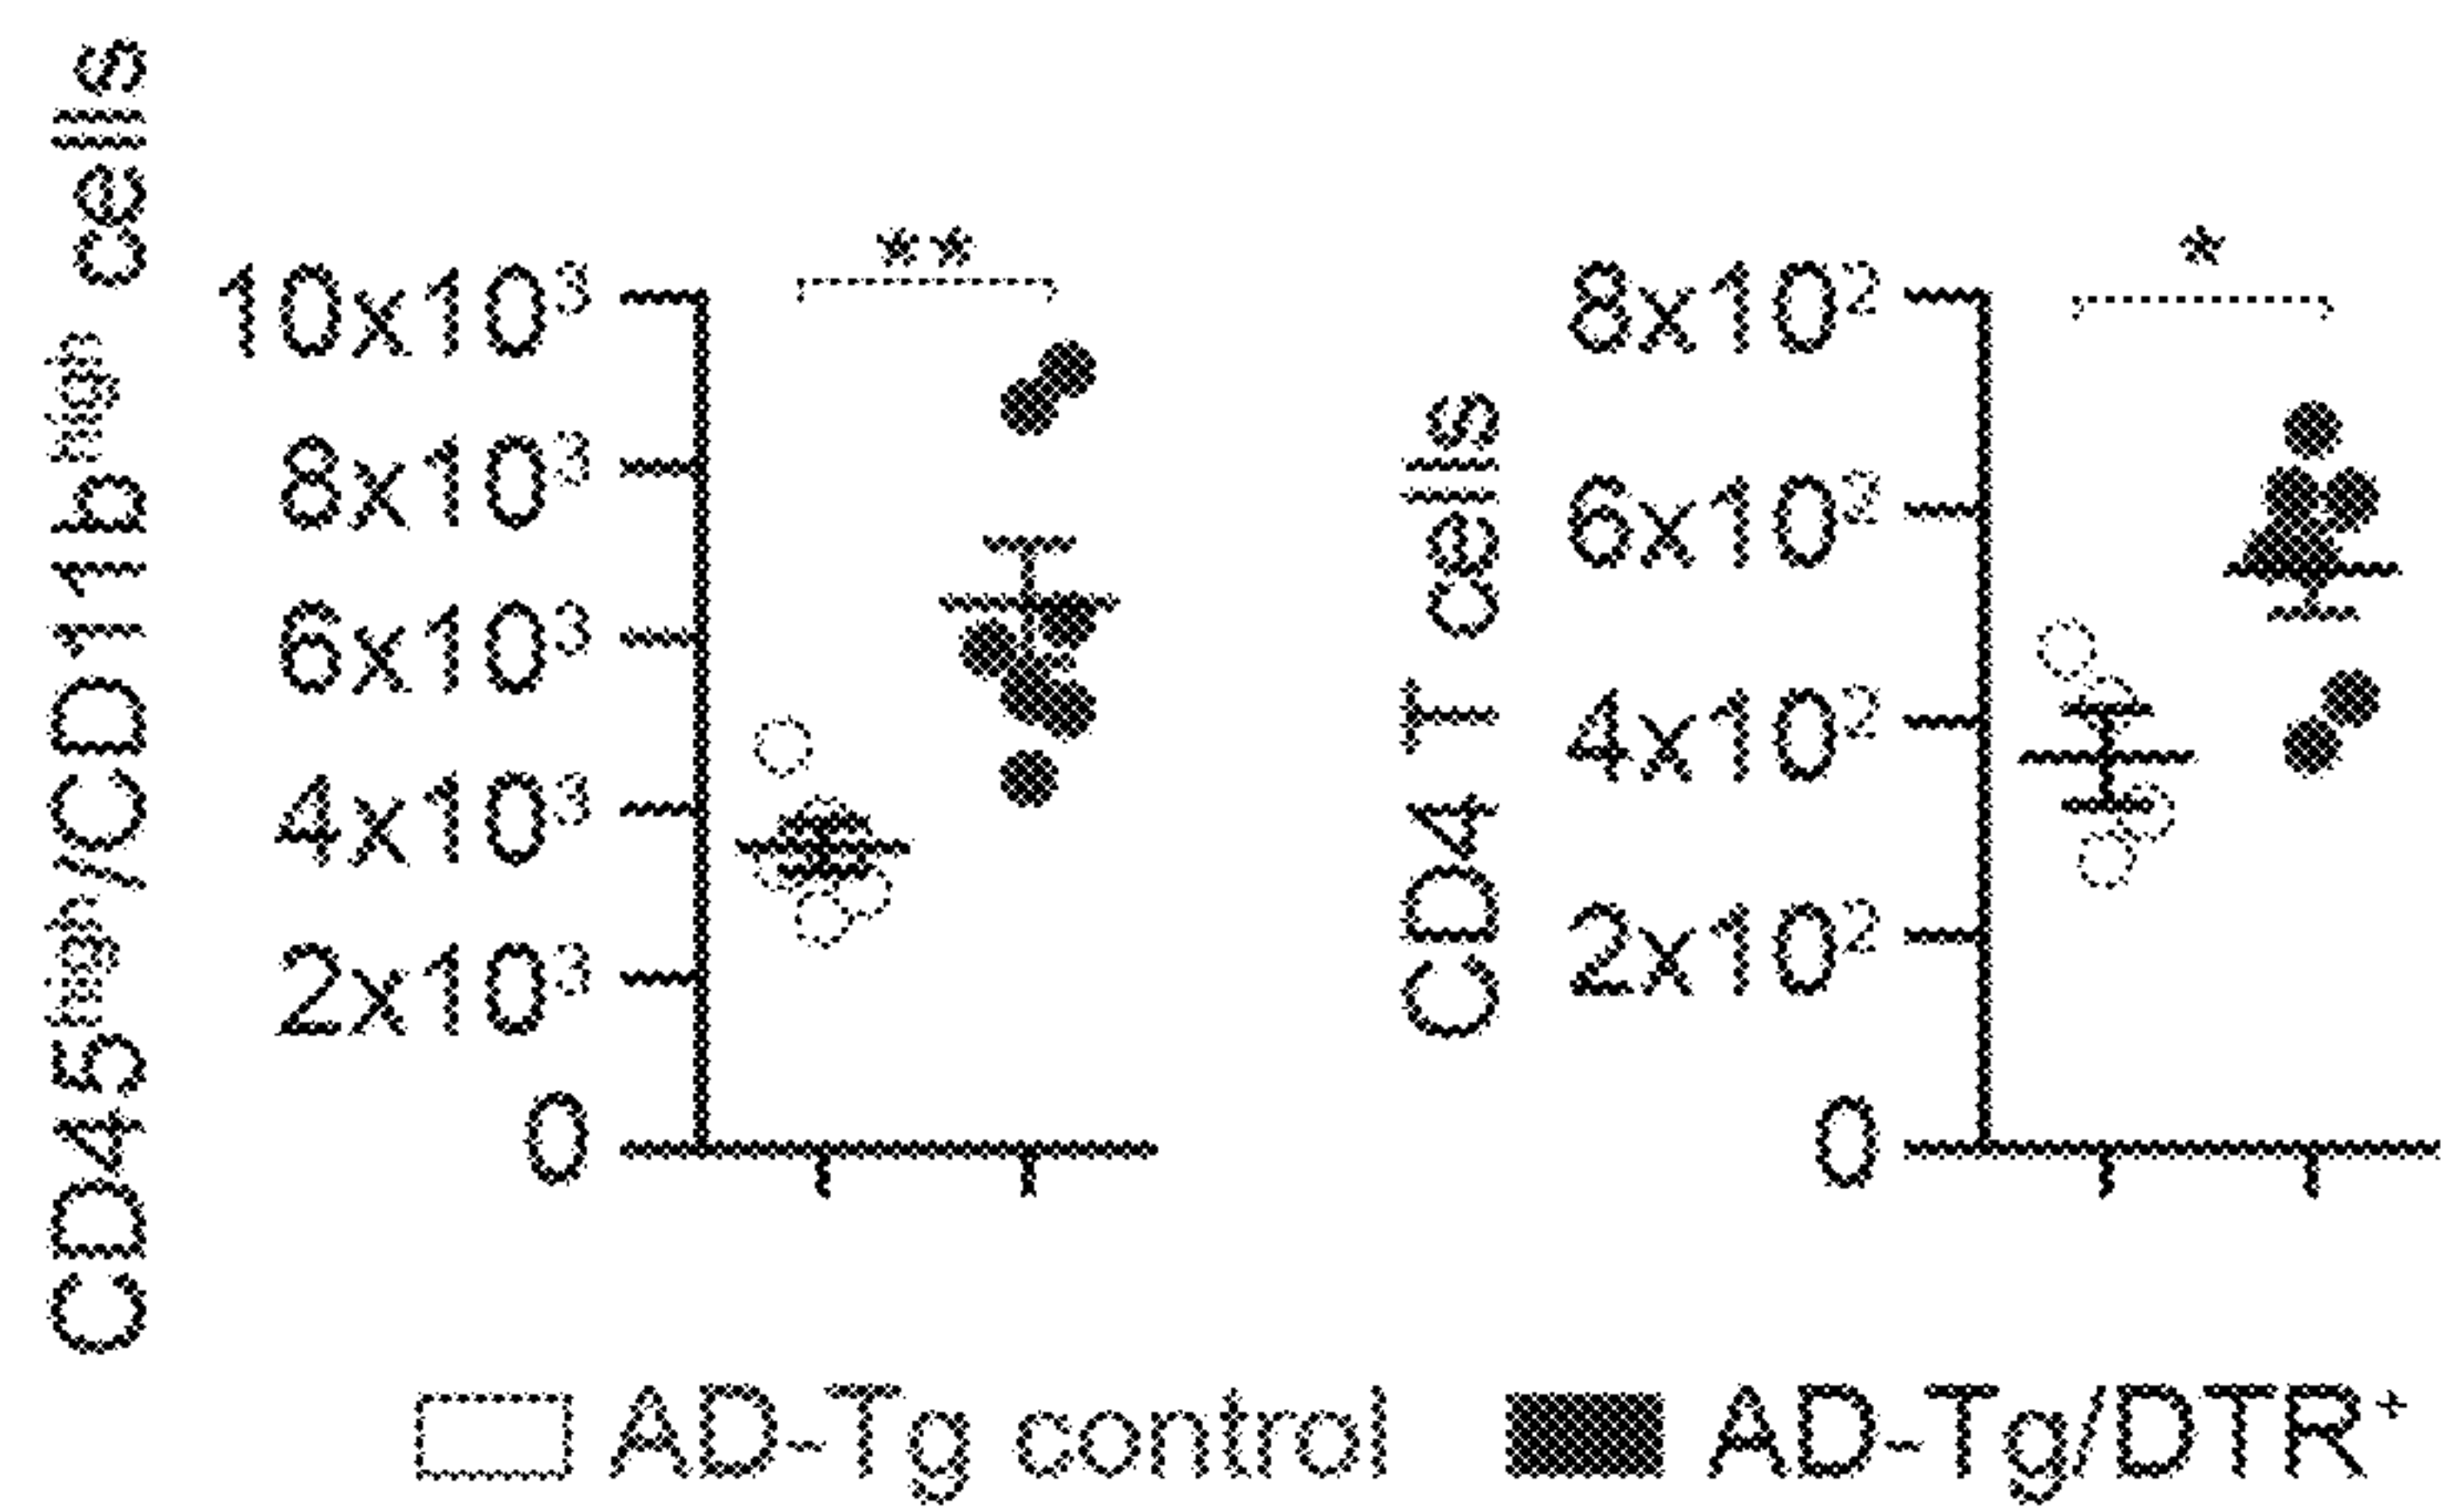 CD45ʰⁱᵍʰ/CD11bʰⁱᵍʰ cells
**
10x10³
8x10³
6x10³
4x10³
2x10³
0
CD4 T cells
*
8x10²
6x10²
4x10²
2x10²
0
AD-Tg control
AD-Tg/DTR⁺